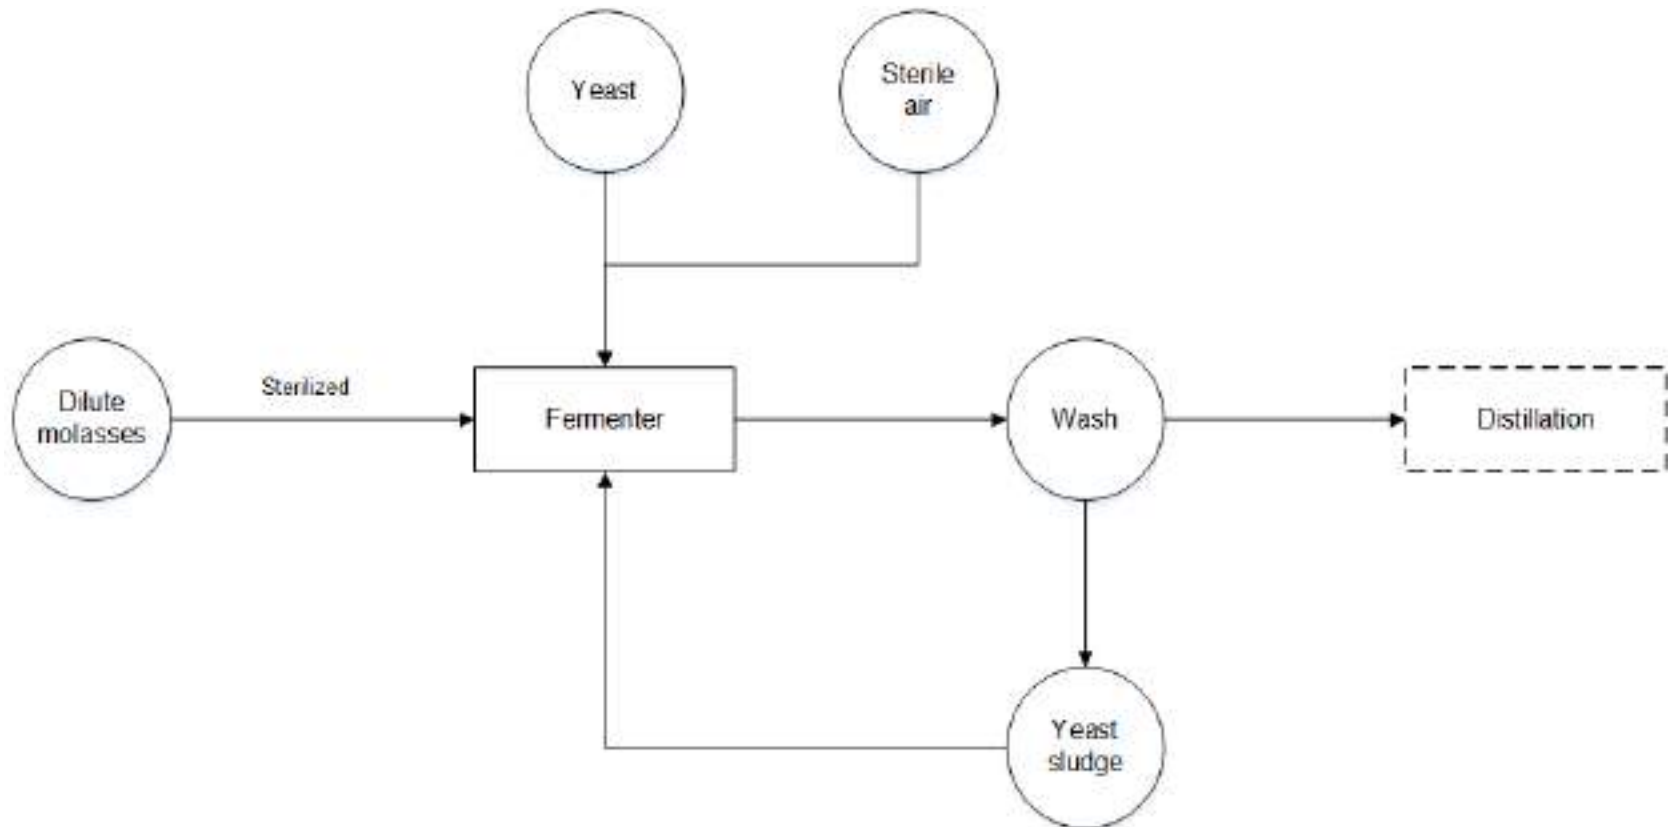 Yeast
Sterile
air
Dilute
molasses
Sterilized
Fermenter
Wash
Distillation
Yeast
sludge